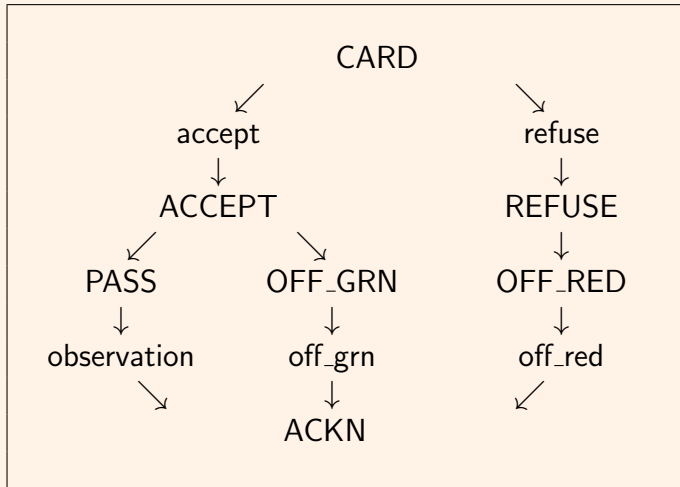 CARD
accept refuse
ACCEPT REFUSE
PASS OFF_GRN OFF_RED
observation off_grn off_red
ACKN